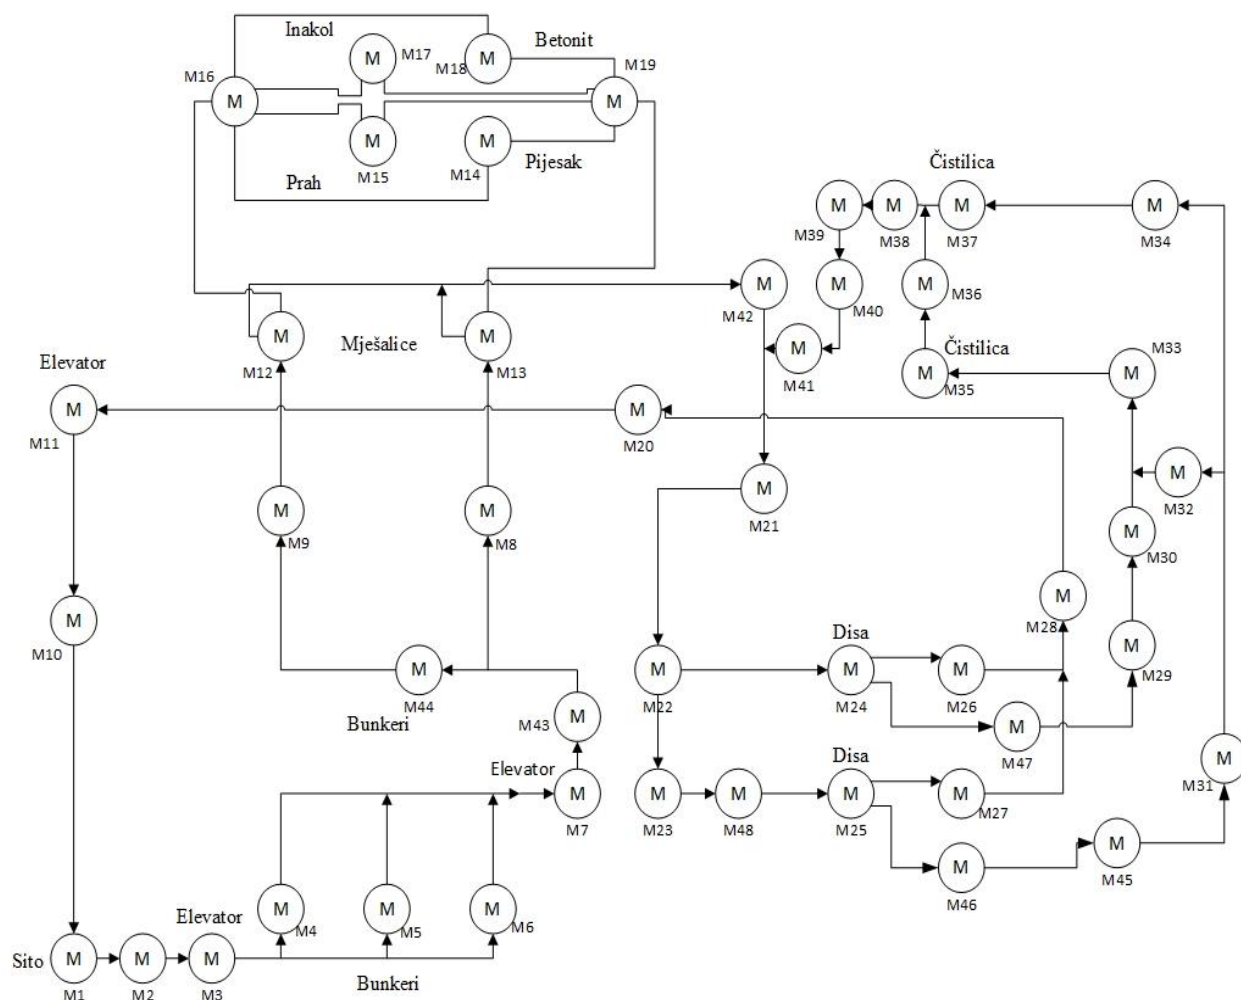 Inakol
Betonit
M
M17
M
M18
M19
M16
M
M
M
M
M15
M14
Pijesak
Prah
Čistilica
M
M
M
M
M39
M38
M37
M34
M
M42
M
M40
M
M36
M
M12
Mješalice
M
M13
M
M41
Čistilica
M33
M
M
M35
Elevator
M
M11
M
M20
M
M32
M
M21
M
M9
M
M8
M
M30
M
M10
M
M28
Disa
M
M29
M
M44
M
M22
M
M24
M
M26
Bunkeri
M43
M
M
M47
Elevator
Disa
M
M31
M
M7
M
M23
M
M48
M
M25
M
M27
M
M45
M
M46
Elevator
M
M4
M
M5
M
M6
Sito
M
M
M
Bunkeri
M1
M2
M3